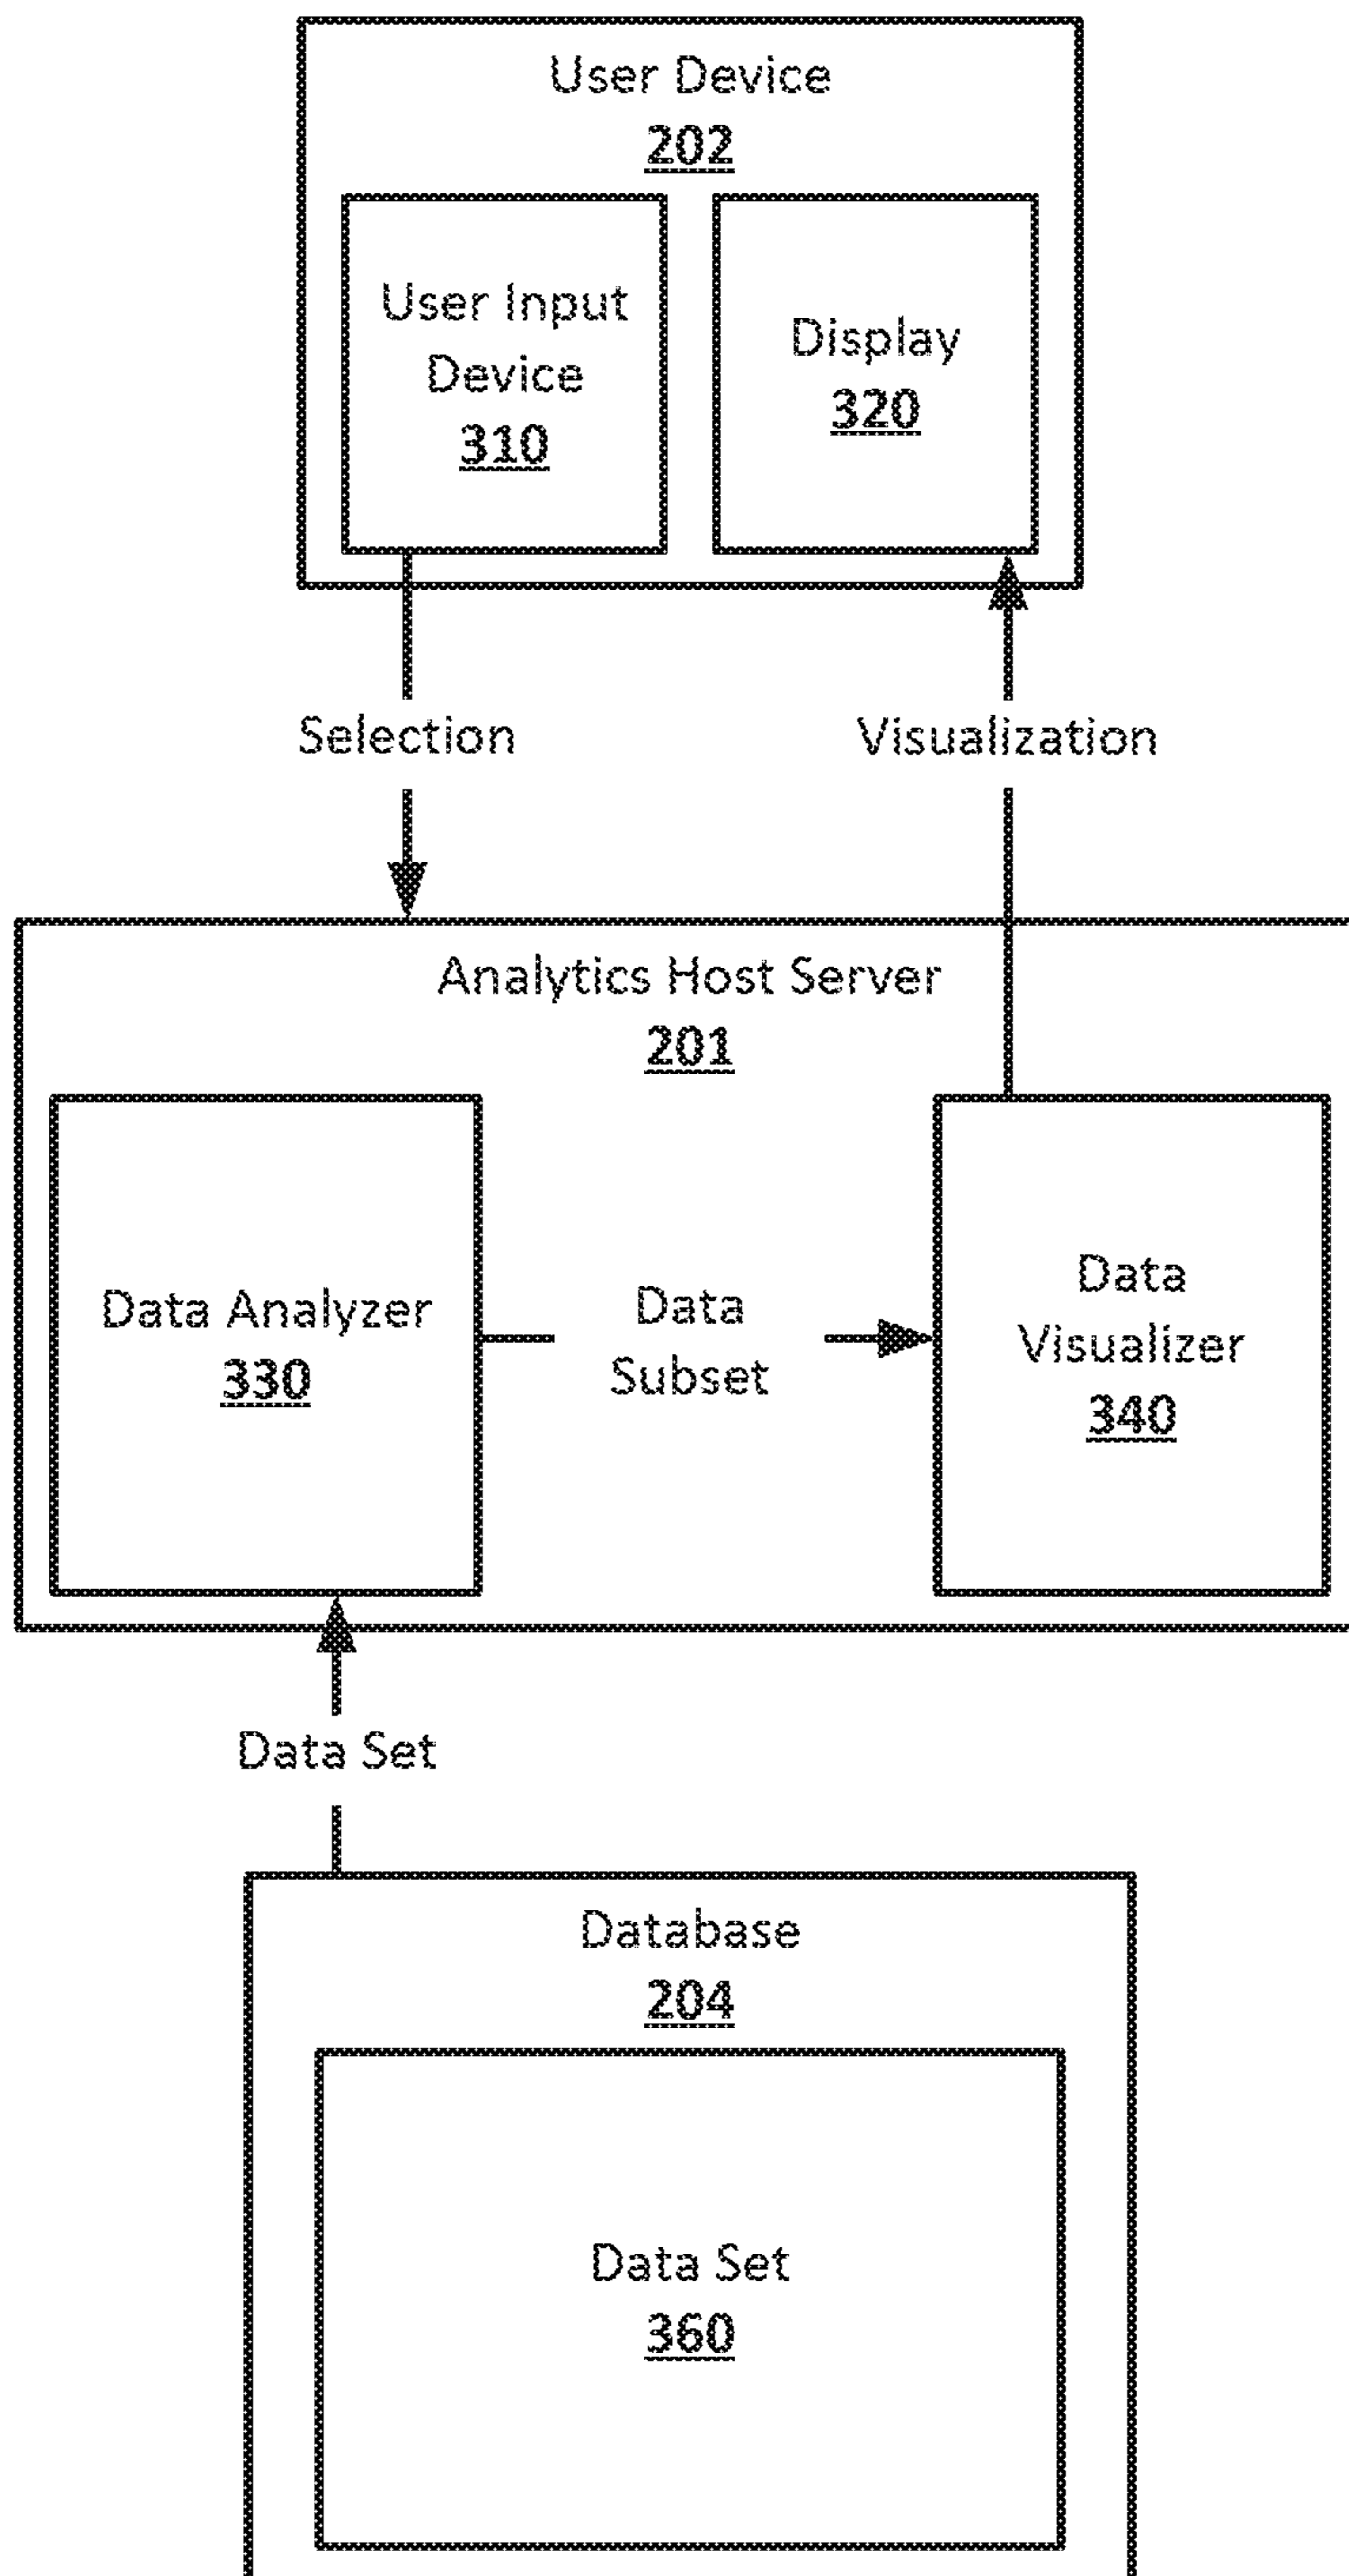 User Device
202
User Input
Device
310
Display
320
Selection
Visualization
Analytics Host Server
201
Data Analyzer
330
Data
Subset
Data
Visualizer
340
Data Set
Database
204
Data Set
360